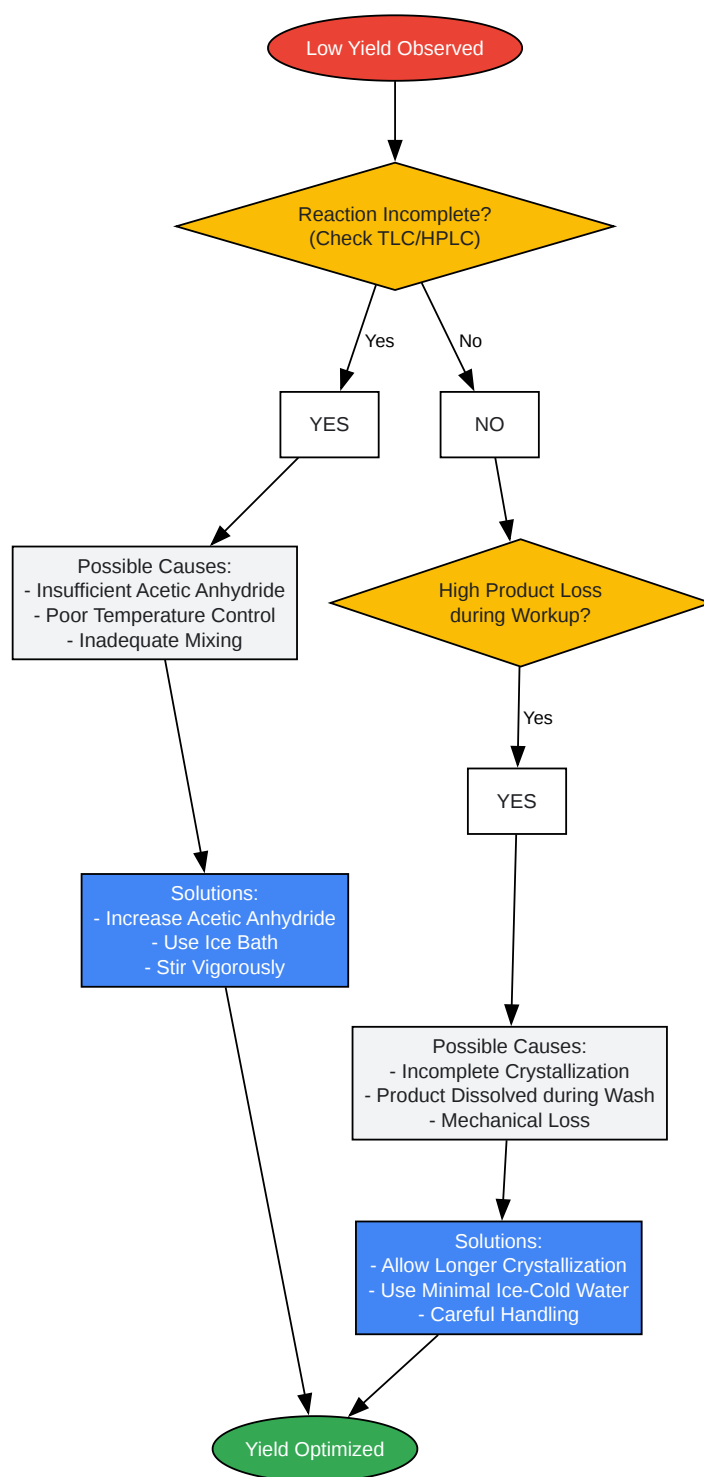 Low Yield Observed
Reaction Incomplete?
(Check TLC/HPLC)
Yes
No
YES
NO
Possible Causes:
- Insufficient Acetic Anhydride
- Poor Temperature Control
- Inadequate Mixing
High Product Loss
during Workup?
Yes
YES
Solutions:
- Increase Acetic Anhydride
- Use Ice Bath
- Stir Vigorously
Possible Causes:
- Incomplete Crystallization
- Product Dissolved during Wash
- Mechanical Loss
Solutions:
- Allow Longer Crystallization
- Use Minimal Ice-Cold Water
- Careful Handling
Yield Optimized